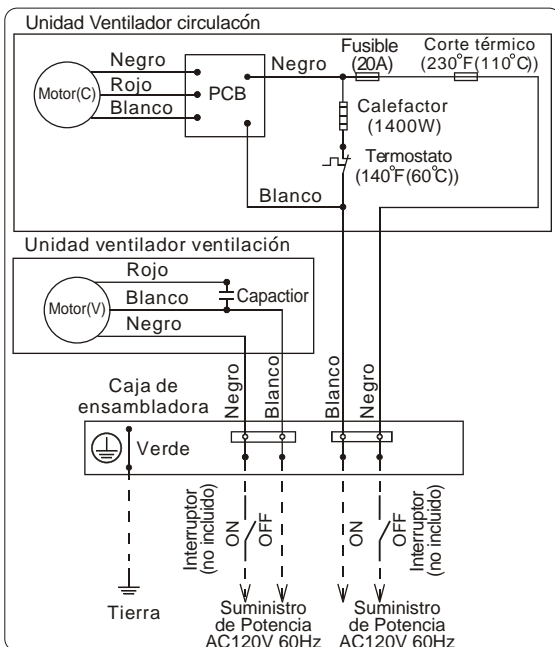 Unidad Ventilador circulacón
Negro
Rojo
Blanco
Motor(C)
PCB
Negro
Fusible
(20A)
Corte térmico
(230°F(110°C))
Calefactor
(1400W)
Termostato
(140°F(60°C))
Blanco
Unidad ventilador ventilación
Rojo
Blanco
Negro
Motor(V)
Capactior
Caja de
ensambladora
Negro
Blanco
Blanco
Negro
Verde
Interruptor
(no incluido)
ON
OFF
ON
OFF
Interruptor
(no incluido)
Tierra
Suministro
de Potencia
AC120V 60Hz
Suministro
de Potencia
AC120V 60Hz